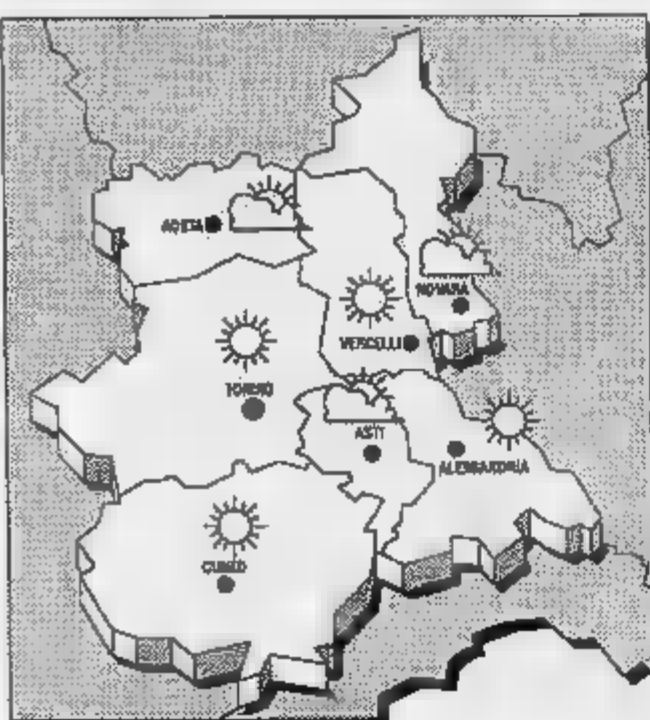 AOSTA
NOVARA
VERCELLI
TORINO
ASTI
ALESSANDRIA
CUNEO